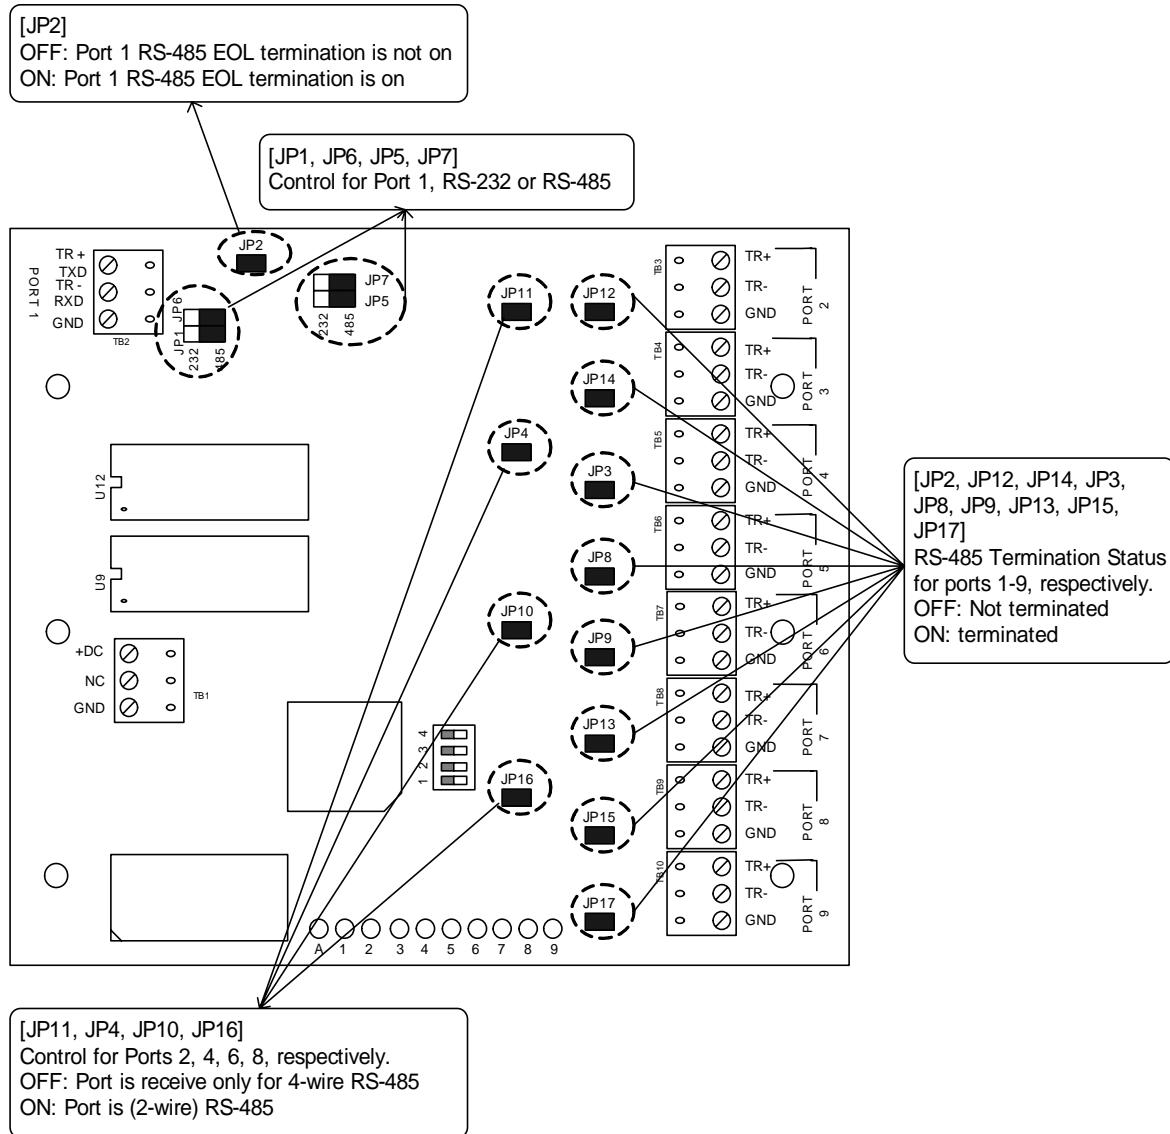 [JP2]
OFF: Port 1 RS-485 EOL termination is not on
ON: Port 1 RS-485 EOL termination is on
[JP1, JP6, JP5, JP7]
Control for Port 1, RS-232 or RS-485
PORT 1
TR +
TXD
TR -
RXD
GND
TB2
JP2
JP1 JP6
232
485
JP7
JP5
232
485
JP11
JP12
JP14
JP4
JP3
JP8
JP10
JP9
JP13
JP16
JP15
JP17
U12
U9
+DC
NC
GND
TB1
1 2 3 4
A 1 2 3 4 5 6 7 8 9
TB3
TR+
TR-
GND
PORT 2
TB4
TR+
TR-
GND
PORT 3
TB5
TR+
TR-
GND
PORT 4
TB6
TR+
TR-
GND
PORT 5
TB7
TR+
TR-
GND
PORT 6
TB8
TR+
TR-
GND
PORT 7
TB9
TR+
TR-
GND
PORT 8
TB10
TR+
TR-
GND
PORT 9
[JP2, JP12, JP14, JP3,
JP8, JP9, JP13, JP15,
JP17]
RS-485 Termination Status
for ports 1-9, respectively.
OFF: Not terminated
ON: terminated
[JP11, JP4, JP10, JP16]
Control for Ports 2, 4, 6, 8, respectively.
OFF: Port is receive only for 4-wire RS-485
ON: Port is (2-wire) RS-485